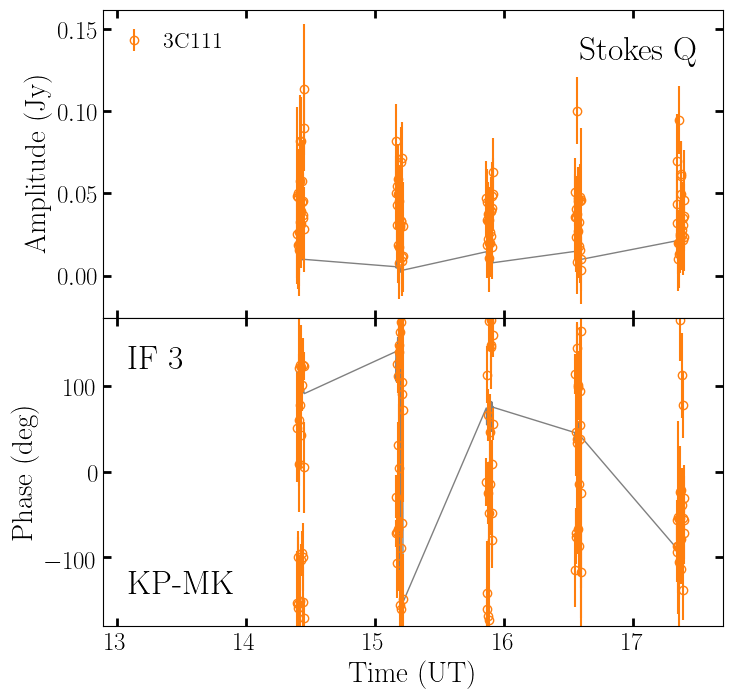 3C111
Stokes Q
Amplitude (Jy)
0.15
0.10
0.05
0.00
IF 3
KP-MK
Phase (deg)
100
0
−100
13 14 15 16 17
Time (UT)